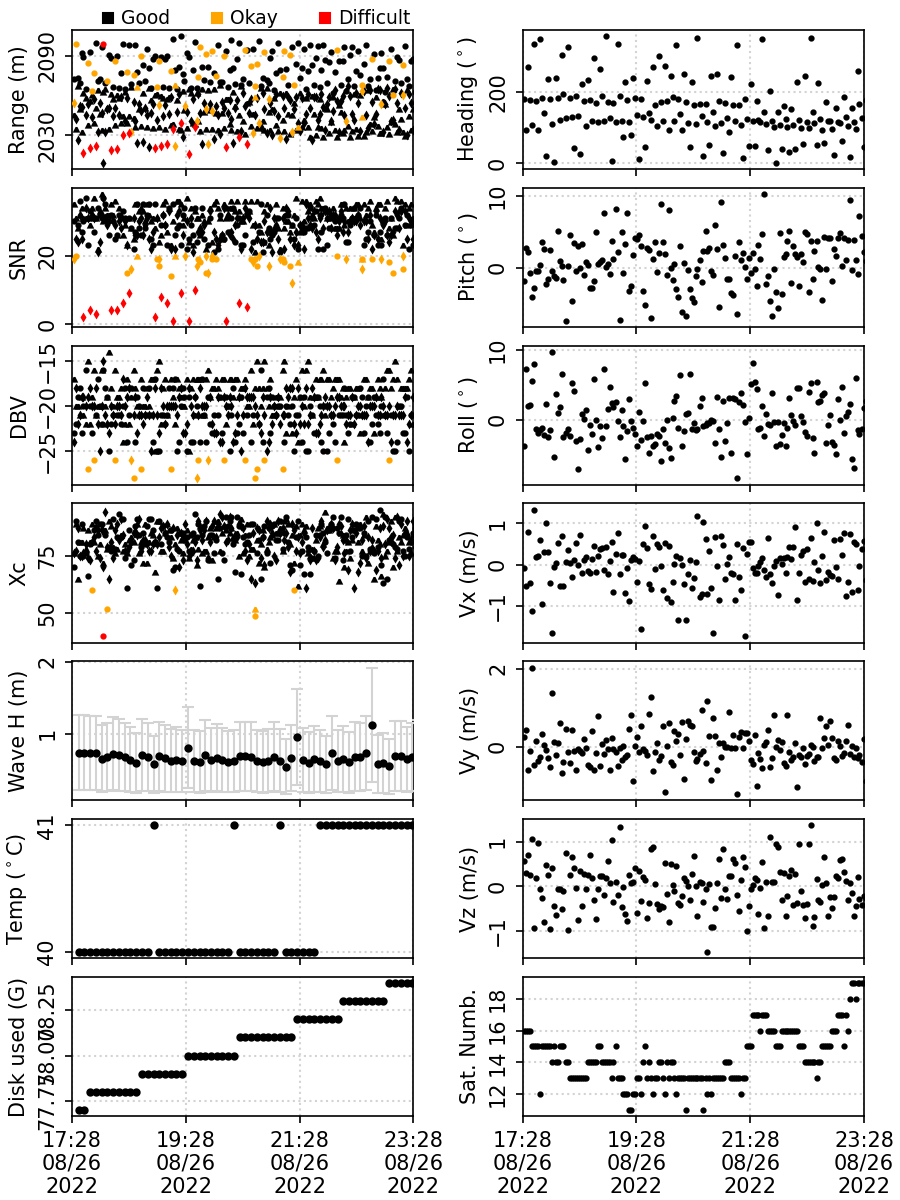 Good Okay Difficult
Range (m) 2030 2090
Heading (°) 0 200
SNR 0 20
Pitch (°) 0 10
DBV −25 −20 −15
Roll (°) 0 10
Xc 50 75
Vx (m/s) −1 0 1
Wave H (m) 1 2
Vy (m/s) 0 2
Temp (°C) 40 41
Vz (m/s) −1 0 1
Disk used (G) 77.75 78.00 78.25
Sat. Numb. 12 14 16 18
17:28 19:28 21:28 23:28 17:28 19:28 21:28 23:28
08/26 08/26 08/26 08/26 08/26 08/26 08/26 08/26
2022 2022 2022 2022 2022 2022 2022 2022